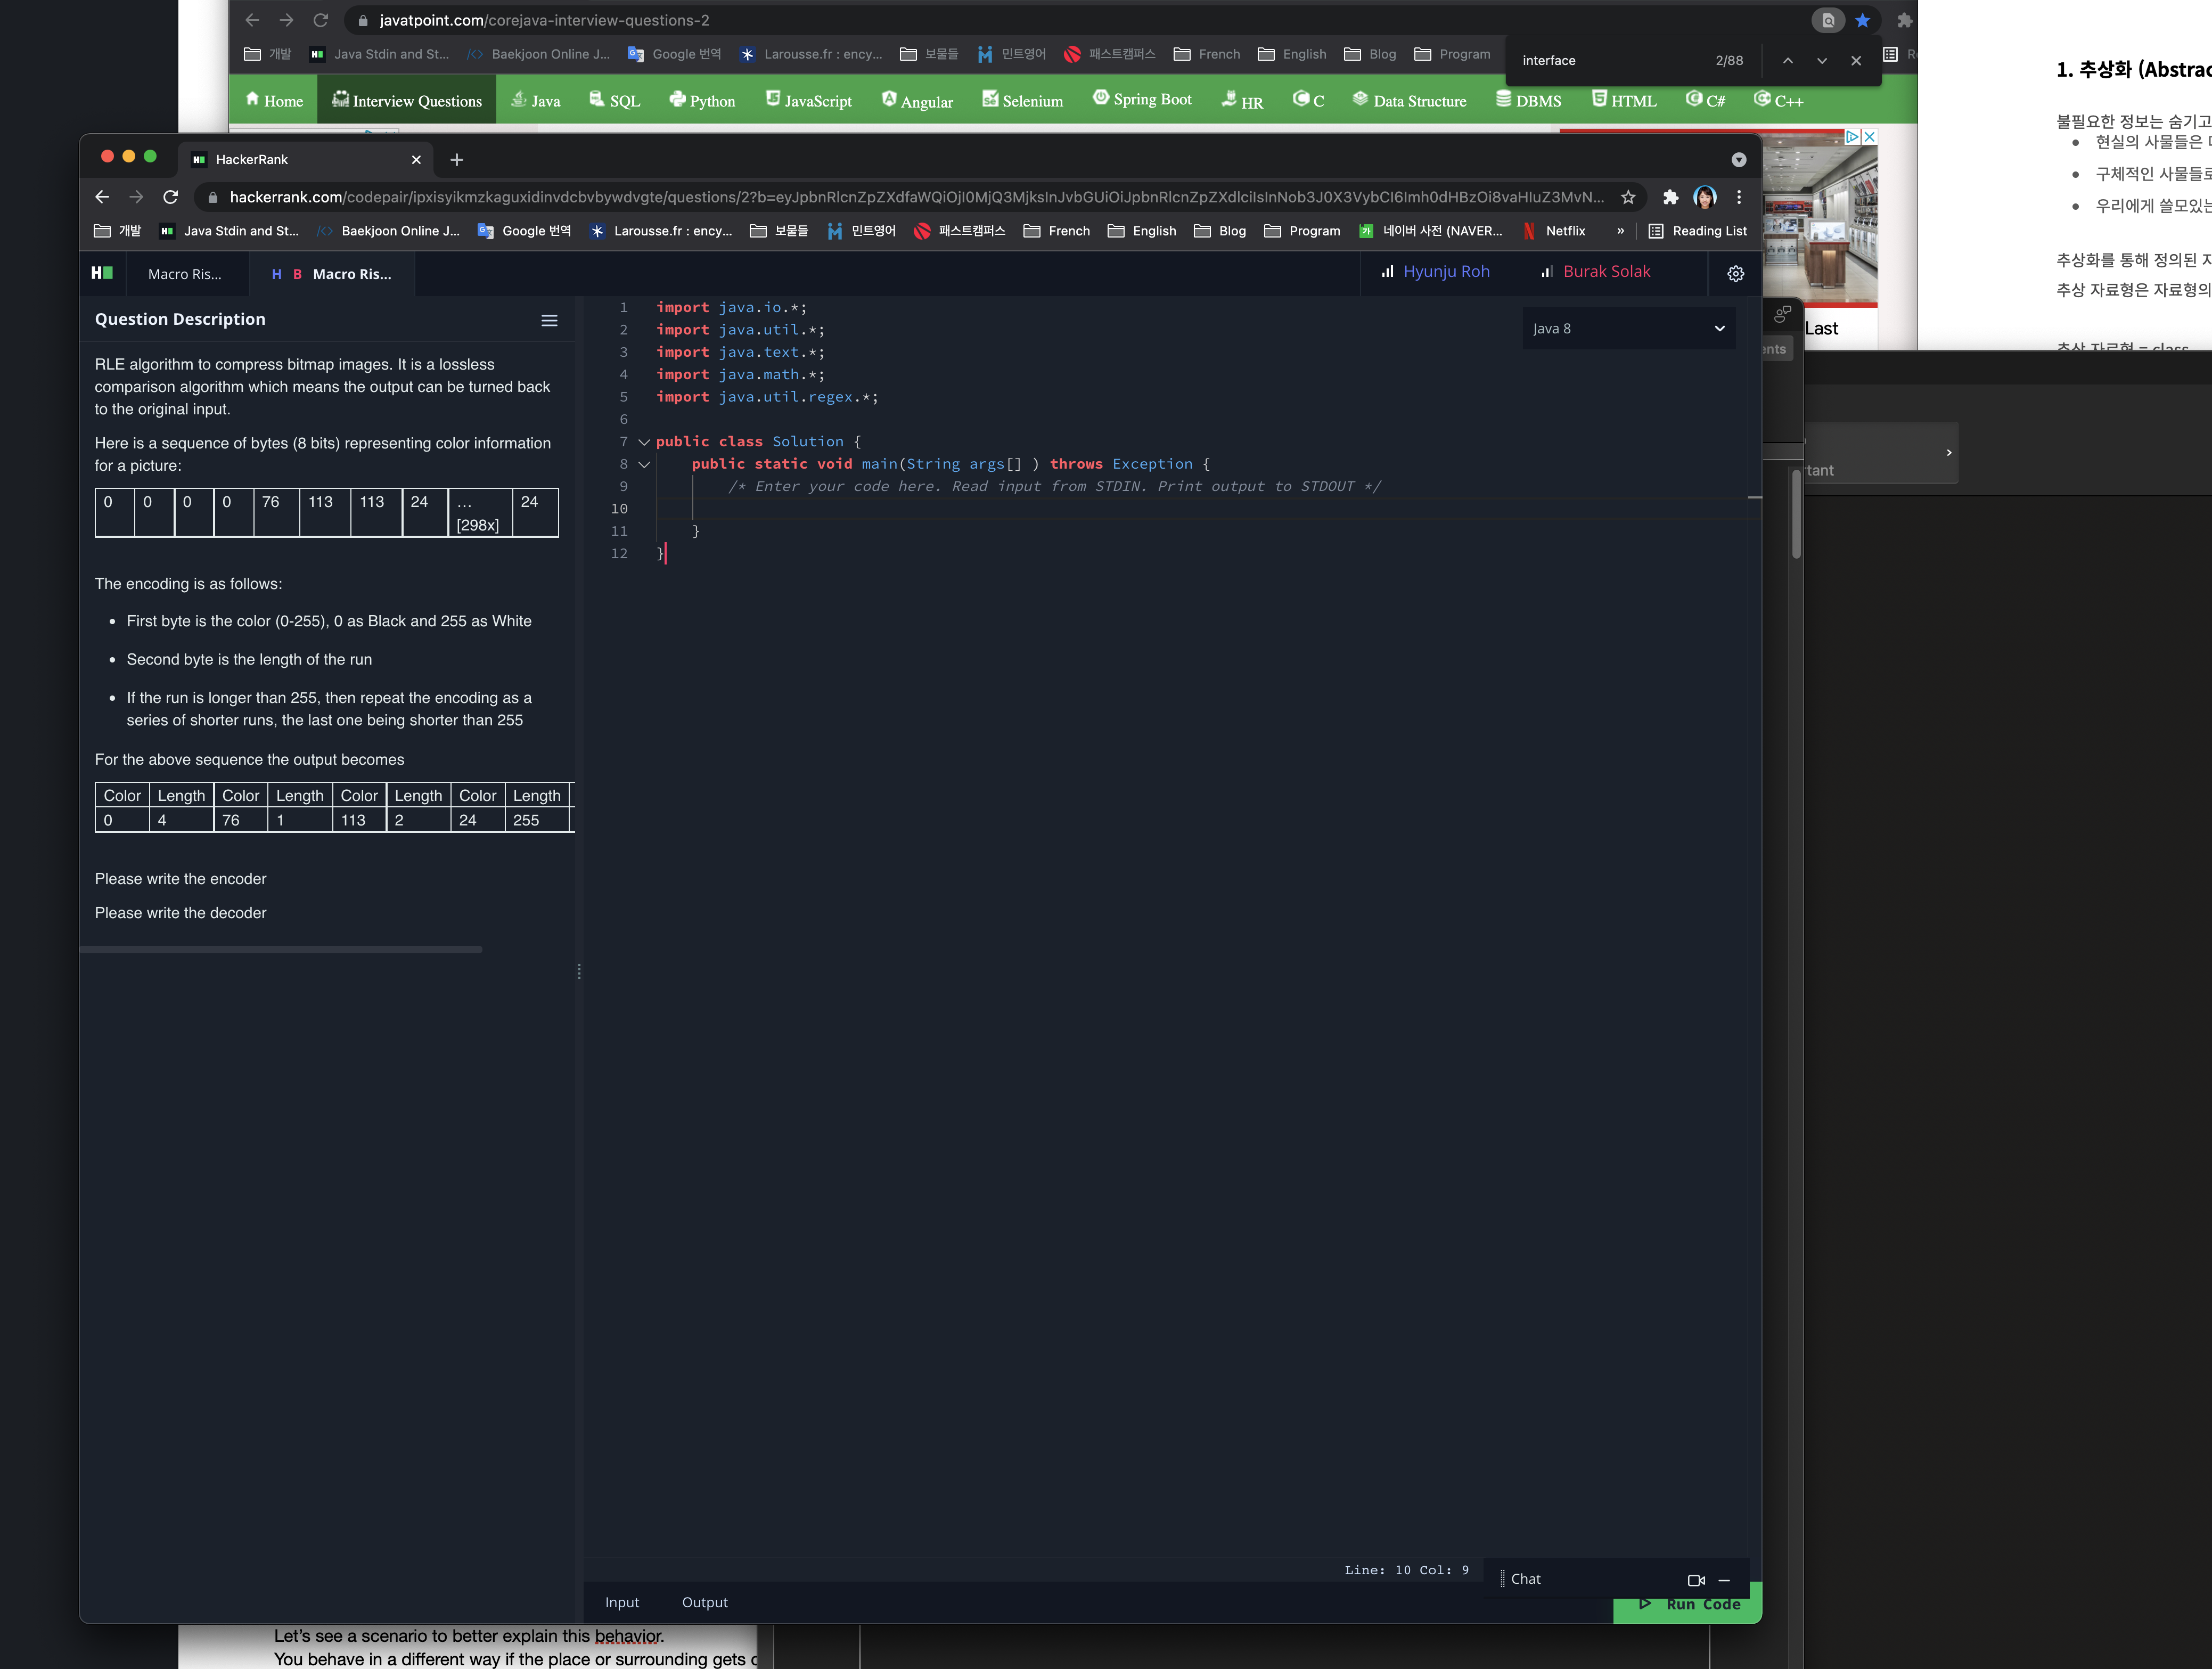 javatpoint.com/corejava-interview-questions-2
개발
Java Stdin and St...
Baekjoon Online J...
Google 번역
Larousse.fr : ency...
보물들
민트영어
패스트캠퍼스
French
English
Blog
Program
interface
2/88
Home
Interview Questions
Java
SQL
Python
JavaScript
Angular
Selenium
Spring Boot
HR
C
Data Structure
DBMS
HTML
C#
C++
1. 추상화 (Abstrac
불필요한 정보는 숨기고
현실의 사물들은
구체적인 사물들
우리에게 쓸모있는
추상화를 통해 정의된
추상 자료형은 자료형의
추상 자료형 = class
Last
ents
tant
HackerRank
hackerrank.com/codepair/ipxisyikmzkaguxidinvdcbvbywdvgte/questions/2?b=eyJpbnRlcnZpZXdfaWQiOjI0MjQ3MjksInJvbGUiOiJpbnRlcnZpZXdlciIsInNob3J0X3VybCI6Imh0dHBzOi8vaHIuZ3MvN...
개발
Java Stdin and St...
Baekjoon Online J...
Google 번역
Larousse.fr : ency...
보물들
민트영어
패스트캠퍼스
French
English
Blog
Program
네이버 사전 (NAVER...
Netflix
»
Reading List
H
Macro Ris...
H B Macro Ris...
Hyunju Roh
Burak Solak
Question Description
RLE algorithm to compress bitmap images. It is a lossless
comparison algorithm which means the output can be turned back
to the original input.
Here is a sequence of bytes (8 bits) representing color information
for a picture:
0 0 0 0 76 113 113 24 ... 24
[298x]
The encoding is as follows:
• First byte is the color (0-255), 0 as Black and 255 as White
• Second byte is the length of the run
• If the run is longer than 255, then repeat the encoding as a
series of shorter runs, the last one being shorter than 255
For the above sequence the output becomes
Color Length Color Length Color Length Color Length
0 4 76 1 113 2 24 255
Please write the encoder
Please write the decoder
Java 8
1 import java.io.*;
2 import java.util.*;
3 import java.text.*;
4 import java.math.*;
5 import java.util.regex.*;
6
7 public class Solution {
8 public static void main(String args[] ) throws Exception {
9 /* Enter your code here. Read input from STDIN. Print output to STDOUT */
10
11 }
12 }
Line: 10 Col: 9
Chat
Input
Output
Run Code
Let's see a scenario to better explain this behavior.
You behave in a different way if the place or surrounding gets